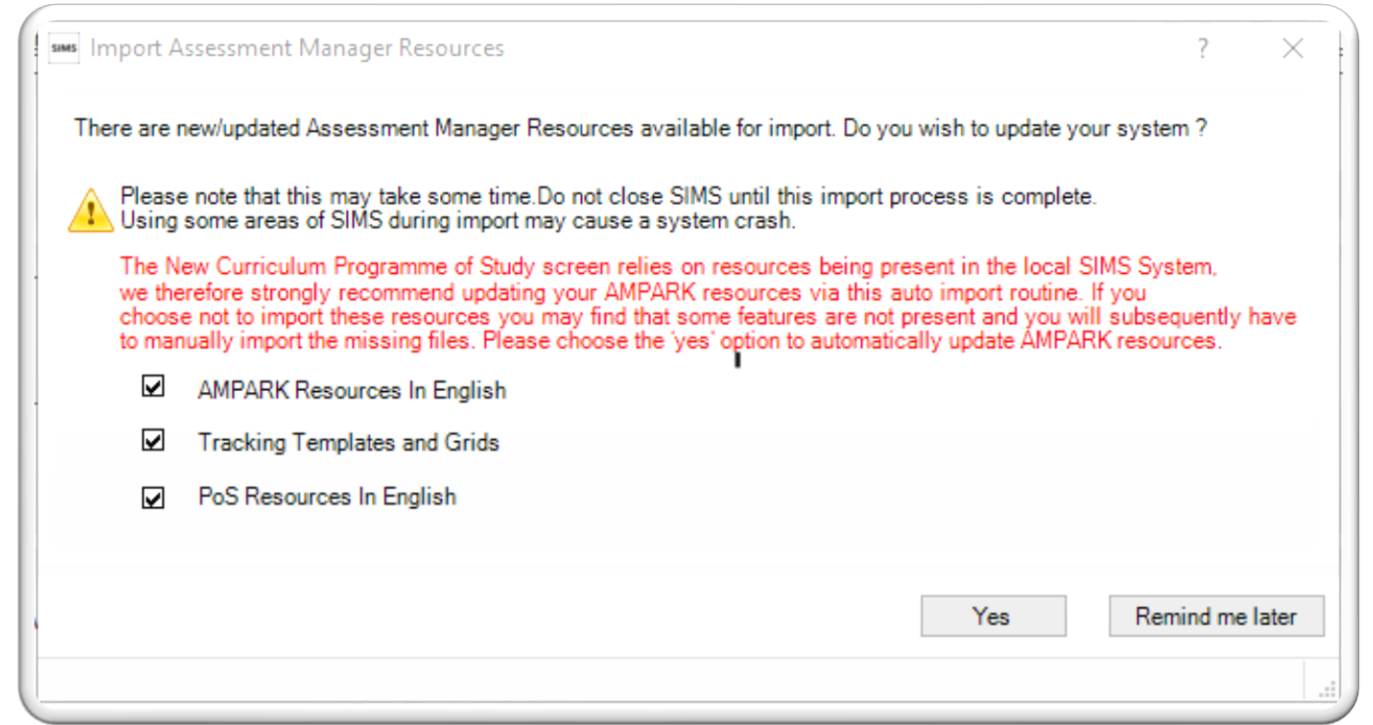 SIMS Import Assessment Manager Resources ?
There are new/updated Assessment Manager Resources available for import. Do you wish to update your system ?
Please note that this may take some time.Do not close SIMS until this import process is complete.
Using some areas of SIMS during import may cause a system crash.
The New Curriculum Programme of Study screen relies on resources being present in the local SIMS System,
we therefore strongly recommend updating your AMPARK resources via this auto import routine. If you
choose not to import these resources you may find that some features are not present and you will subsequently have
to manually import the missing files. Please choose the 'yes' option to automatically update AMPARK resources.
AMPARK Resources In English
Tracking Templates and Grids
PoS Resources In English
Yes Remind me later